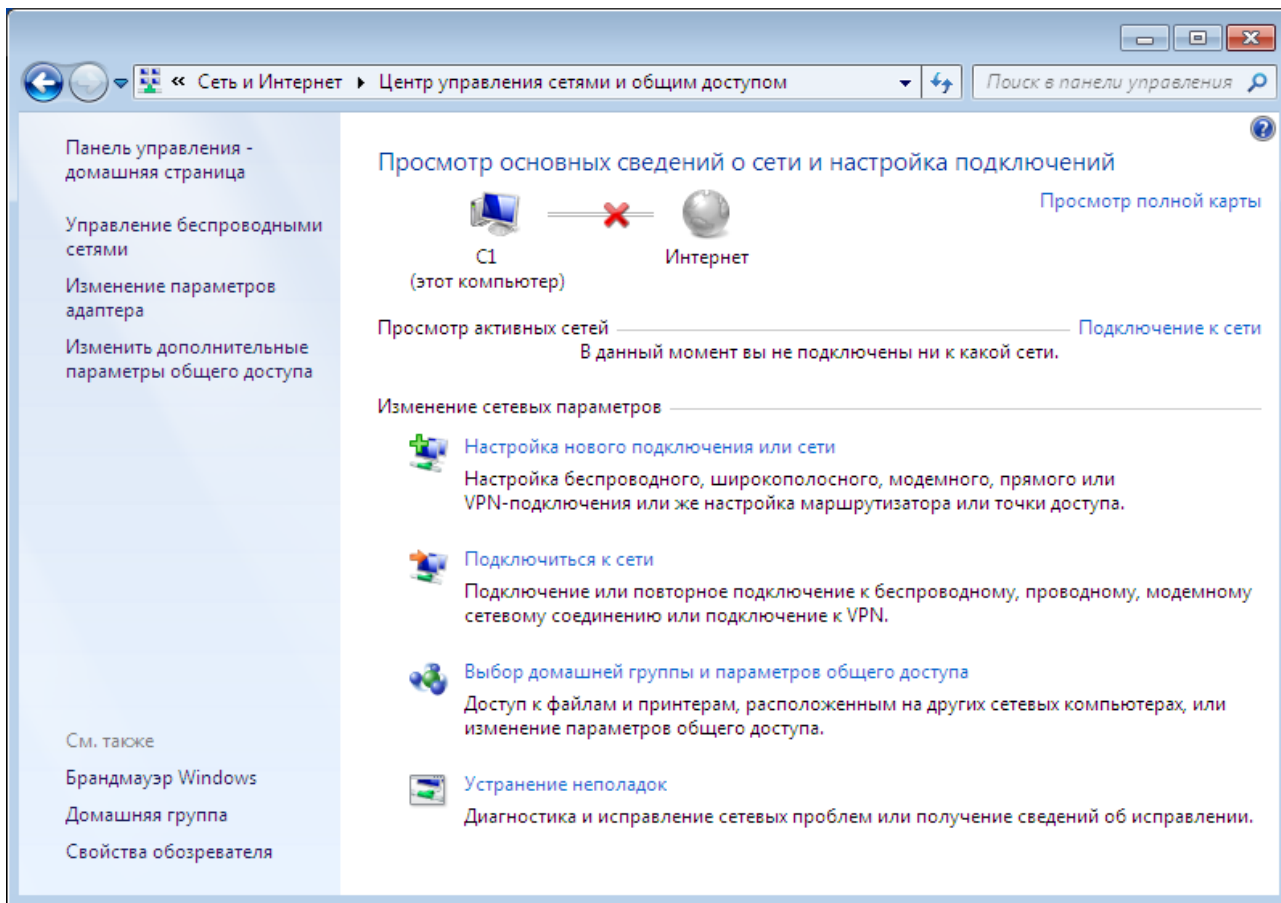 « Сеть и Интернет Центр управления сетями и общим доступом Поиск в панели управления
Панель управления -
домашняя страница
Управление беспроводными
сетями
Изменение параметров
адаптера
Изменить дополнительные
параметры общего доступа
См. также
Брандмауэр Windows
Домашняя группа
Свойства обозревателя
Просмотр основных сведений о сети и настройка подключений
Просмотр полной карты
C1 Интернет
(этот компьютер)
Просмотр активных сетей Подключение к сети
В данный момент вы не подключены ни к какой сети.
Изменение сетевых параметров
Настройка нового подключения или сети
Настройка беспроводного, широкополосного, модемного, прямого или
VPN-подключения или же настройка маршрутизатора или точки доступа.
Подключиться к сети
Подключение или повторное подключение к беспроводному, проводному, модемному
сетевому соединению или подключение к VPN.
Выбор домашней группы и параметров общего доступа
Доступ к файлам и принтерам, расположенным на других сетевых компьютерах, или
изменение параметров общего доступа.
Устранение неполадок
Диагностика и исправление сетевых проблем или получение сведений об исправлении.